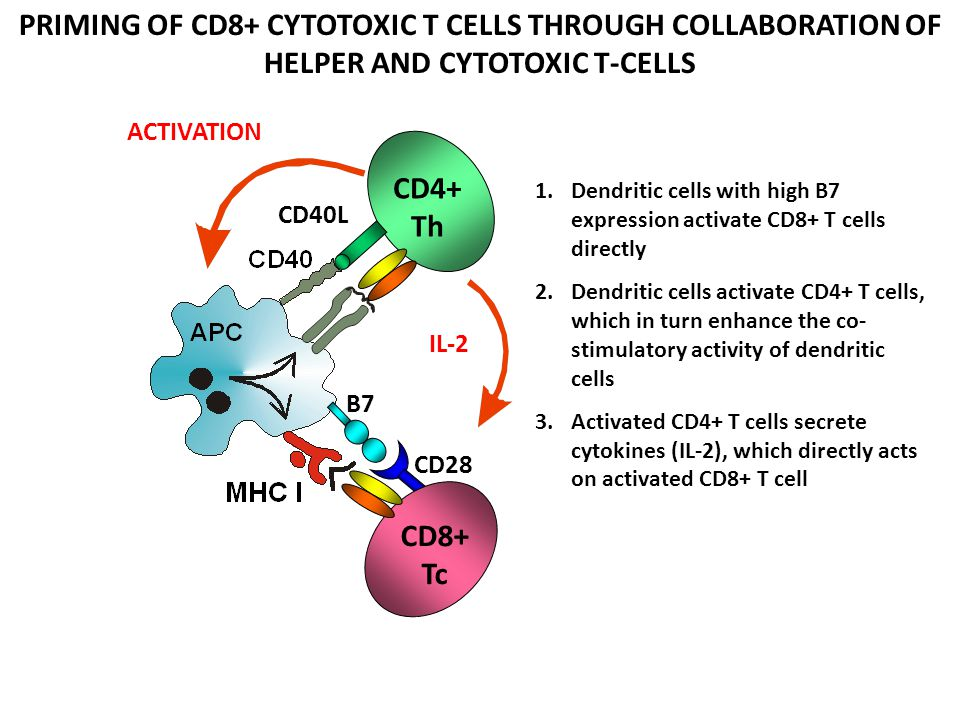 PRIMING OF CD8+ CYTOTOXIC T CELLS THROUGH COLLABORATION OF
HELPER AND CYTOTOXIC T-CELLS
ACTIVATION
CD4+
Th
CD40L
CD40
APC
IL-2
B7
CD28
MHC I
CD8+
Tc
1. Dendritic cells with high B7
expression activate CD8+ T cells
directly
2. Dendritic cells activate CD4+ T cells,
which in turn enhance the co-
stimulatory activity of dendritic
cells
3. Activated CD4+ T cells secrete
cytokines (IL-2), which directly acts
on activated CD8+ T cell